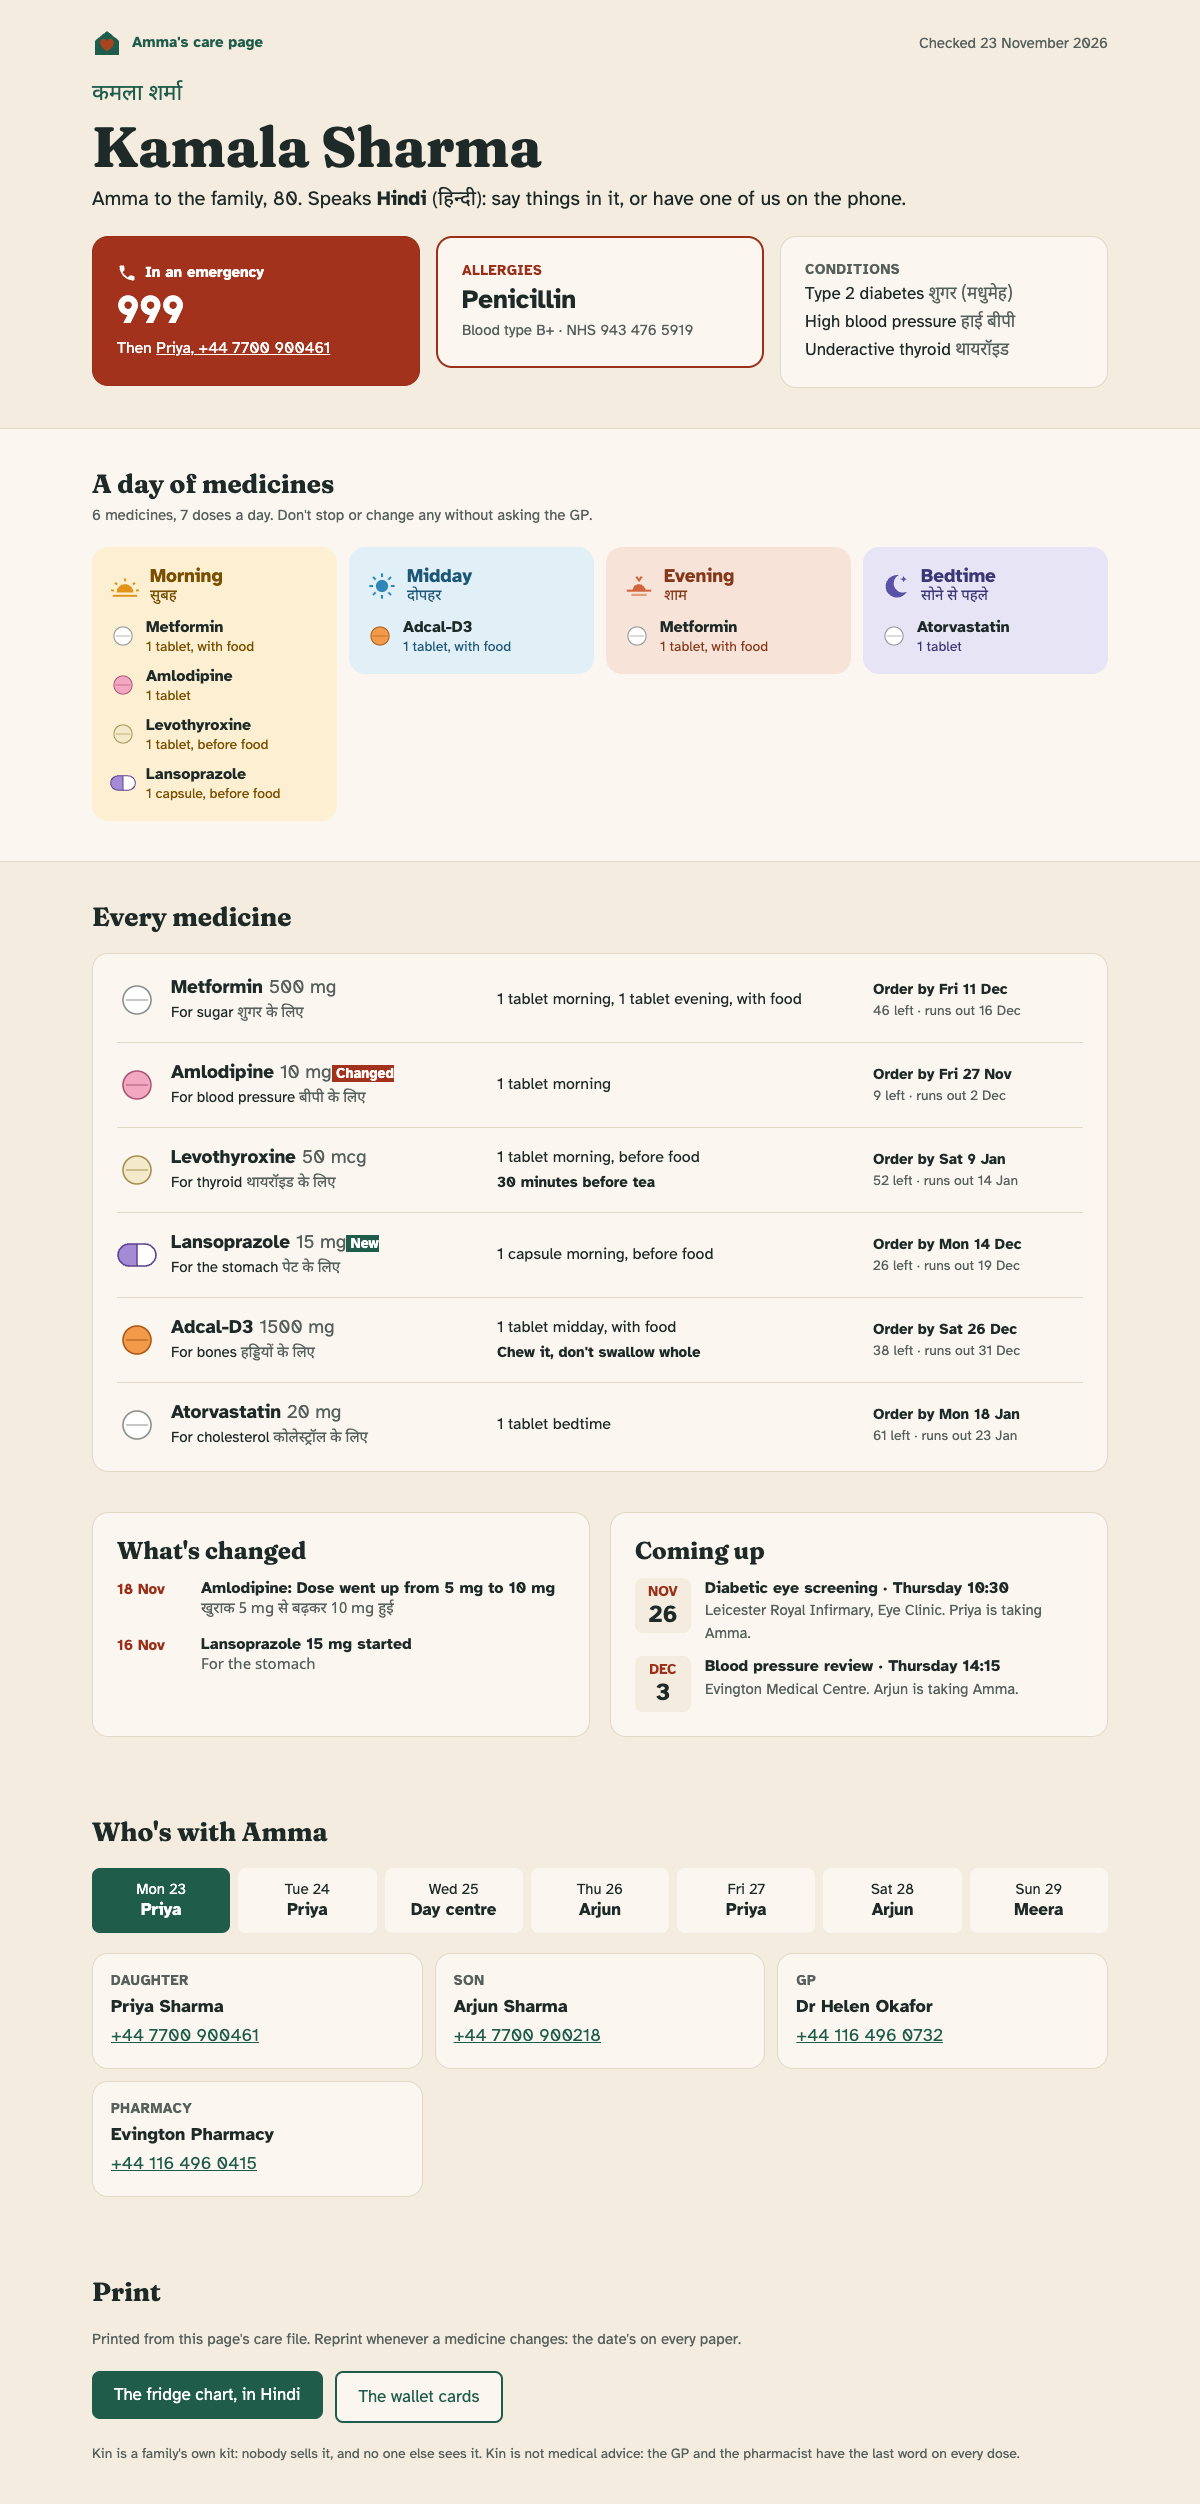 Amma's care page
Checked 23 November 2026
कमला शर्मा
Kamala Sharma
Amma to the family, 80. Speaks Hindi (हिन्दी): say things in it, or have one of us on the phone.
In an emergency
999
Then Priya, +44 7700 900461
ALLERGIES
Penicillin
Blood type B+ · NHS 943 476 5919
CONDITIONS
Type 2 diabetes शुगर (मधुमेह)
High blood pressure हाई बीपी
Underactive thyroid थायरॉइड
A day of medicines
6 medicines, 7 doses a day. Don't stop or change any without asking the GP.
Morning
सुबह
Metformin
1 tablet, with food
Amlodipine
1 tablet
Levothyroxine
1 tablet, before food
Lansoprazole
1 capsule, before food
Midday
दोपहर
Adcal-D3
1 tablet, with food
Evening
शाम
Metformin
1 tablet, with food
Bedtime
सोने से पहले
Atorvastatin
1 tablet
Every medicine
Metformin 500 mg
For sugar शुगर के लिए
1 tablet morning, 1 tablet evening, with food
Order by Fri 11 Dec
46 left · runs out 16 Dec
Amlodipine 10 mg Changed
For blood pressure बीपी के लिए
1 tablet morning
Order by Fri 27 Nov
9 left · runs out 2 Dec
Levothyroxine 50 mcg
For thyroid थायरॉइड के लिए
1 tablet morning, before food
30 minutes before tea
Order by Sat 9 Jan
52 left · runs out 14 Jan
Lansoprazole 15 mg New
For the stomach पेट के लिए
1 capsule morning, before food
Order by Mon 14 Dec
26 left · runs out 19 Dec
Adcal-D3 1500 mg
For bones हड्डियों के लिए
1 tablet midday, with food
Chew it, don't swallow whole
Order by Sat 26 Dec
38 left · runs out 31 Dec
Atorvastatin 20 mg
For cholesterol कोलेस्ट्रॉल के लिए
1 tablet bedtime
Order by Mon 18 Jan
61 left · runs out 23 Jan
What's changed
18 Nov
Amlodipine: Dose went up from 5 mg to 10 mg
खुराक 5 mg से बढ़कर 10 mg हुई
16 Nov
Lansoprazole 15 mg started
For the stomach
Coming up
NOV
26
Diabetic eye screening · Thursday 10:30
Leicester Royal Infirmary, Eye Clinic. Priya is taking
Amma.
DEC
3
Blood pressure review · Thursday 14:15
Evington Medical Centre. Arjun is taking Amma.
Who's with Amma
Mon 23
Priya
Tue 24
Priya
Wed 25
Day centre
Thu 26
Arjun
Fri 27
Priya
Sat 28
Arjun
Sun 29
Meera
DAUGHTER
Priya Sharma
+44 7700 900461
SON
Arjun Sharma
+44 7700 900218
GP
Dr Helen Okafor
+44 116 496 0732
PHARMACY
Evington Pharmacy
+44 116 496 0415
Print
Printed from this page's care file. Reprint whenever a medicine changes: the date's on every paper.
The fridge chart, in Hindi
The wallet cards
Kin is a family's own kit: nobody sells it, and no one else sees it. Kin is not medical advice: the GP and the pharmacist have the last word on every dose.